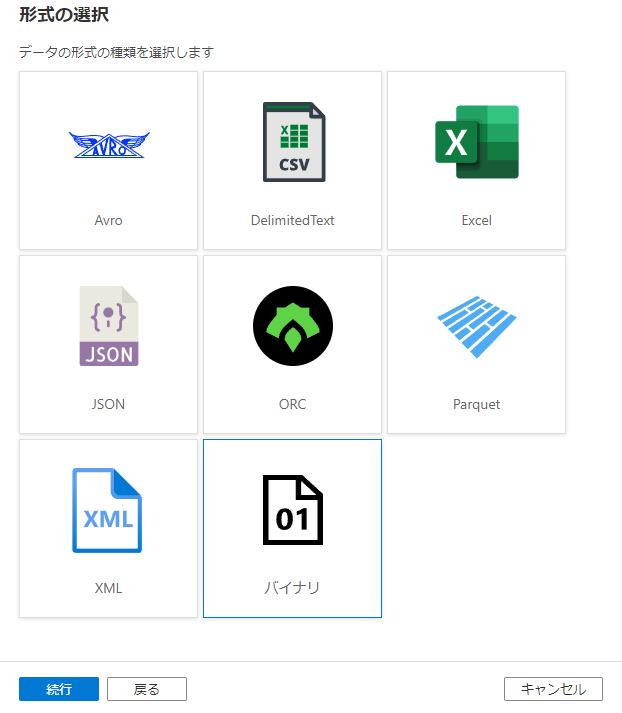 形式の選択
データの形式の種類を選択します
AVRO
X
CSV
X
Avro
DelimitedText
Excel
{ }
JSON
JSON
ORC
Parquet
XML
01
XML
バイナリ
続行
戻る
キャンセル